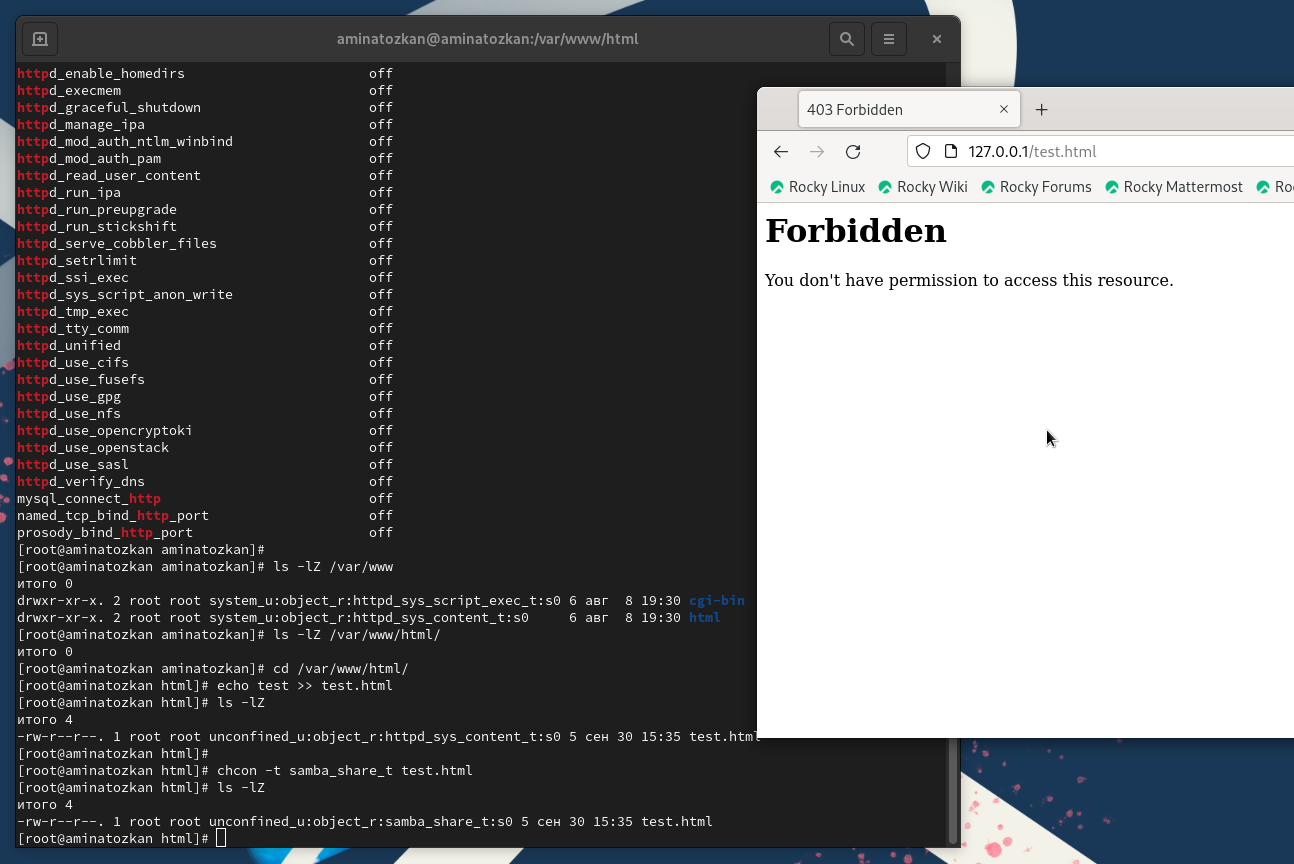 aminatozkan@aminatozkan:/var/www/html
httpd_enable_homedirs off
httpd_execmem off
httpd_graceful_shutdown off
httpd_manage_ipa off
httpd_mod_auth_ntlm_winbind off
httpd_mod_auth_pam off
httpd_read_user_content off
httpd_run_ipa off
httpd_run_preupgrade off
httpd_run_stickshift off
httpd_serve_cobbler_files off
httpd_setrlimit off
httpd_ssi_exec off
httpd_sys_script_anon_write off
httpd_tmp_exec off
httpd_tty_comm off
httpd_unified off
httpd_use_cifs off
httpd_use_fusefs off
httpd_use_gpg off
httpd_use_nfs off
httpd_use_opencryptoki off
httpd_use_openstack off
httpd_use_sasl off
httpd_verify_dns off
mysql_connect_http off
named_tcp_bind_http_port off
prosody_bind_http_port off
[root@aminatozkan aminatozkan]#
[root@aminatozkan aminatozkan]# ls -lZ /var/www
итого 0
drwxr-xr-x. 2 root root system_u:object_r:httpd_sys_script_exec_t:s0 6 авг  8 19:30 cgi-bin
drwxr-xr-x. 2 root root system_u:object_r:httpd_sys_content_t:s0     6 авг  8 19:30 html
[root@aminatozkan aminatozkan]# ls -lZ /var/www/html/
итого 0
[root@aminatozkan aminatozkan]# cd /var/www/html/
[root@aminatozkan html]# echo test >> test.html
[root@aminatozkan html]# ls -lZ
итого 4
-rw-r--r--. 1 root root unconfined_u:object_r:httpd_sys_content_t:s0 5 сен 30 15:35 test.html
[root@aminatozkan html]#
[root@aminatozkan html]# chcon -t samba_share_t test.html
[root@aminatozkan html]# ls -lZ
итого 4
-rw-r--r--. 1 root root unconfined_u:object_r:samba_share_t:s0 5 сен 30 15:35 test.html
[root@aminatozkan html]#
403 Forbidden
127.0.0.1/test.html
Rocky Linux Rocky Wiki Rocky Forums Rocky Mattermost Ro
Forbidden
You don't have permission to access this resource.